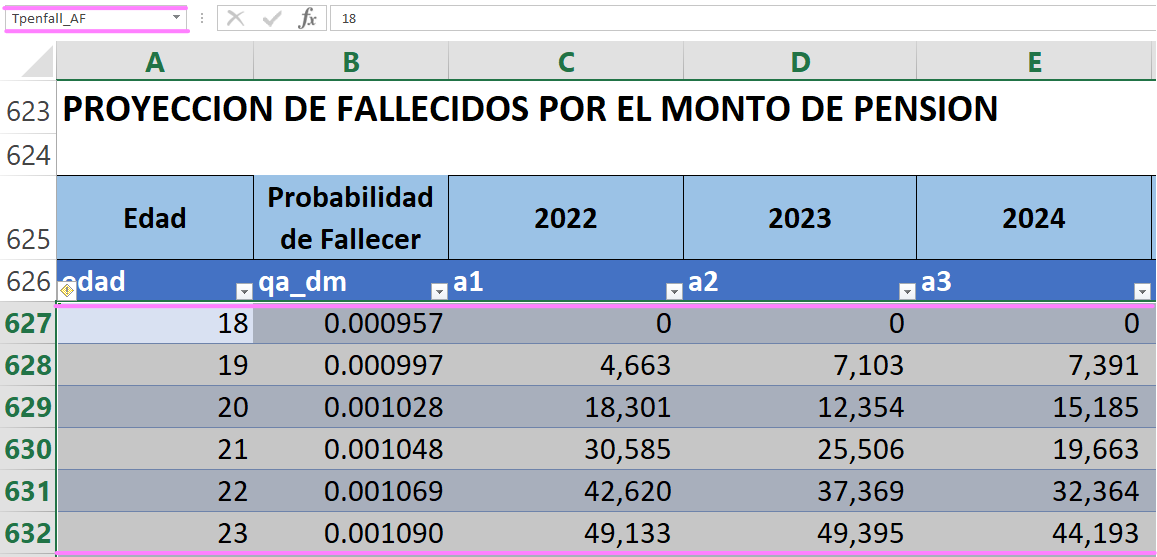 Tpenfall_AF fx 18
A B C D E
623 PROYECCION DE FALLECIDOS POR EL MONTO DE PENSION
624
625 Edad Probabilidad de Fallecer 2022 2023 2024
626 edad qa_dm a1 a2 a3
627 18 0.000957 0 0 0
628 19 0.000997 4,663 7,103 7,391
629 20 0.001028 18,301 12,354 15,185
630 21 0.001048 30,585 25,506 19,663
631 22 0.001069 42,620 37,369 32,364
632 23 0.001090 49,133 49,395 44,193